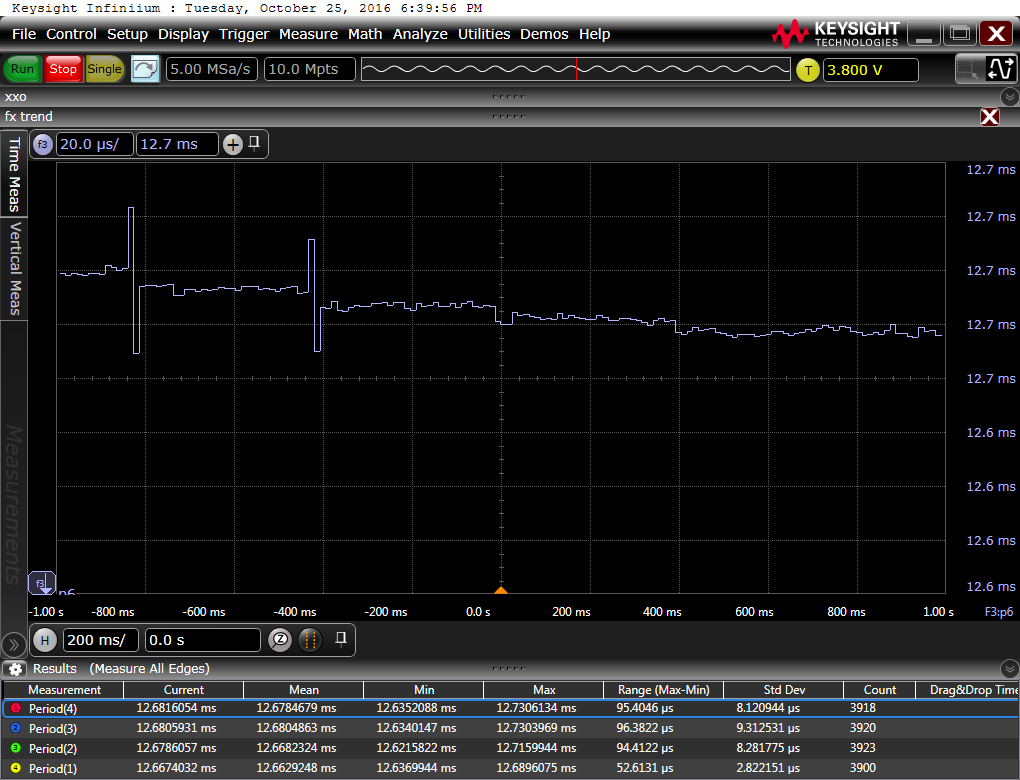 Keysight Infiniium : Tuesday, October 25, 2016 6:39:56 PM
File Control Setup Display Trigger Measure Math Analyze Utilities Demos Help
KEYSIGHT
TECHNOLOGIES
Run Stop Single 5.00 MSa/s 10.0 Mpts T 3.800 V
xxo
fx trend
f3 20.0 µs/ 12.7 ms
Time Meas
Vertical Meas
Measurements
12.7 ms
12.7 ms
12.7 ms
12.7 ms
12.7 ms
12.6 ms
12.6 ms
12.6 ms
12.6 ms
f3 p6
-1.00 s -800 ms -600 ms -400 ms -200 ms 0.0 s 200 ms 400 ms 600 ms 800 ms 1.00 s F3:p6
H 200 ms/ 0.0 s
Results (Measure All Edges)
Measurement Current Mean Min Max Range (Max-Min) Std Dev Count Drag&Drop Time
1 Period(4) 12.6816054 ms 12.6784679 ms 12.6352088 ms 12.7306134 ms 95.4046 µs 8.120944 µs 3918
2 Period(3) 12.6805931 ms 12.6804863 ms 12.6340147 ms 12.7303969 ms 96.3822 µs 9.312531 µs 3920
3 Period(2) 12.6786057 ms 12.6682324 ms 12.6215822 ms 12.7159944 ms 94.4122 µs 8.281775 µs 3923
4 Period(1) 12.6674032 ms 12.6629248 ms 12.6369944 ms 12.6896075 ms 52.6131 µs 2.822151 µs 3900